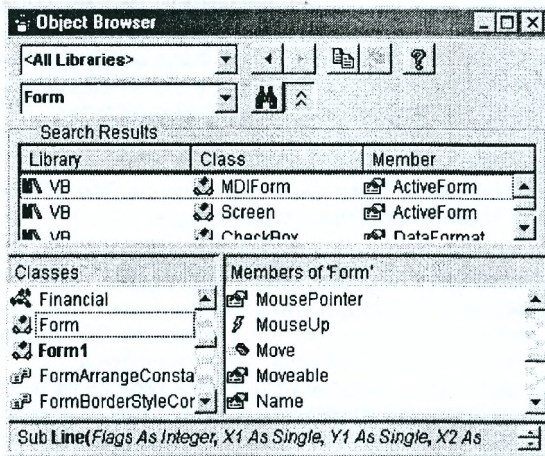 Object Browser
<All Libraries>
Form
Search Results
Library Class Member
VB MDIForm ActiveForm
VB Screen ActiveForm
VB CheckBox DataFormat
Classes Members of 'Form'
Financial MousePointer
Form MouseUp
Form1 Move
FormArrangeConsta Moveable
FormBorderStyleCor Name
Sub Line(Flags As Integer, X1 As Single, Y1 As Single, X2 As